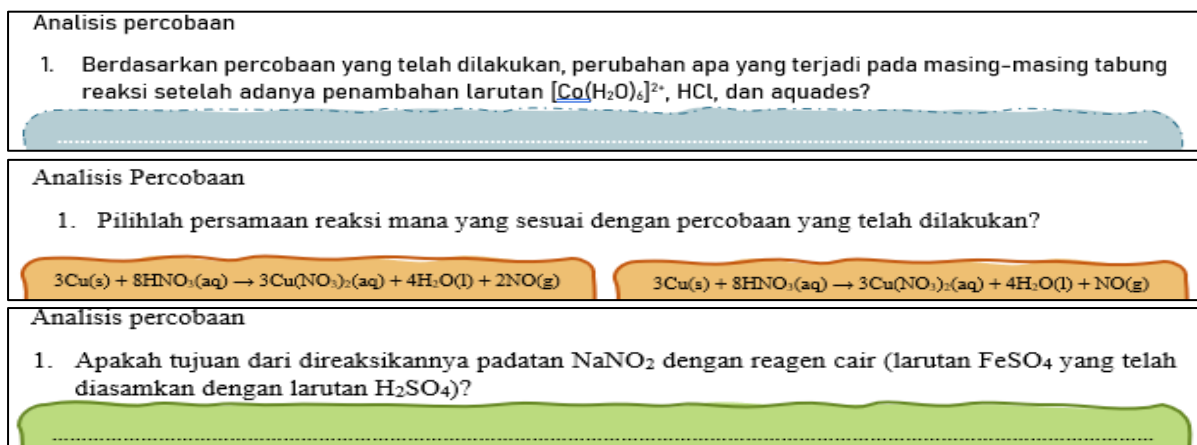 Analisis percobaan
1. Berdasarkan percobaan yang telah dilakukan, perubahan apa yang terjadi pada masing-masing tabung
reaksi setelah adanya penambahan larutan [Co(H₂O)₆]²⁺, HCl, dan aquades?
Analisis Percobaan
1. Pilihlah persamaan reaksi mana yang sesuai dengan percobaan yang telah dilakukan?
3Cu(s) + 8HNO₃(aq) → 3Cu(NO₃)₂(aq) + 4H₂O(l) + 2NO(g)
3Cu(s) + 8HNO₃(aq) → 3Cu(NO₃)₂(aq) + 4H₂O(l) + NO(g)
Analisis percobaan
1. Apakah tujuan dari direaksikannya padatan NaNO₂ dengan reagen cair (larutan FeSO₄ yang telah
diasamkan dengan larutan H₂SO₄)?